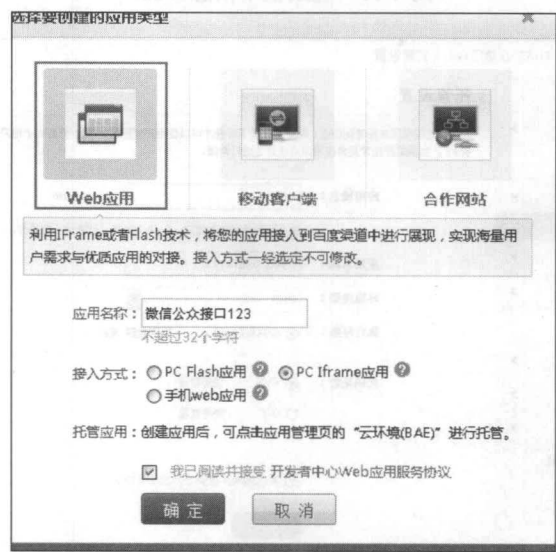 选择要创建的应用类型
Web应用 移动客户端 合作网站
利用IFrame或者Flash技术，将您的应用接入到百度渠道中进行展现，实现海量用
户需求与优质应用的对接。接入方式一经选定不可修改。
应用名称： 微信公众接口123
不超过32个字符
接入方式： PC Flash应用 ? PC Iframe应用 ?
手机web应用 ?
托管应用：创建应用后，可点击应用管理页的“云环境(BAE)”进行托管。
我已阅读并接受 开发者中心Web应用服务协议
确 定 取 消